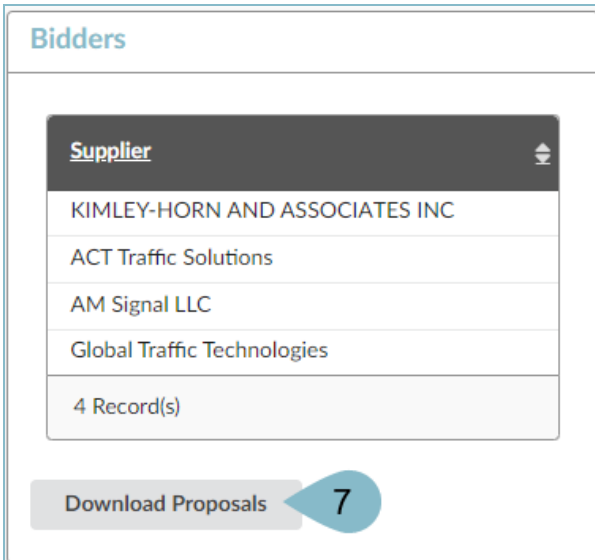 Bidders
Supplier
KIMLEY-HORN AND ASSOCIATES INC
ACT Traffic Solutions
AM Signal LLC
Global Traffic Technologies
4 Record(s)
Download Proposals 7